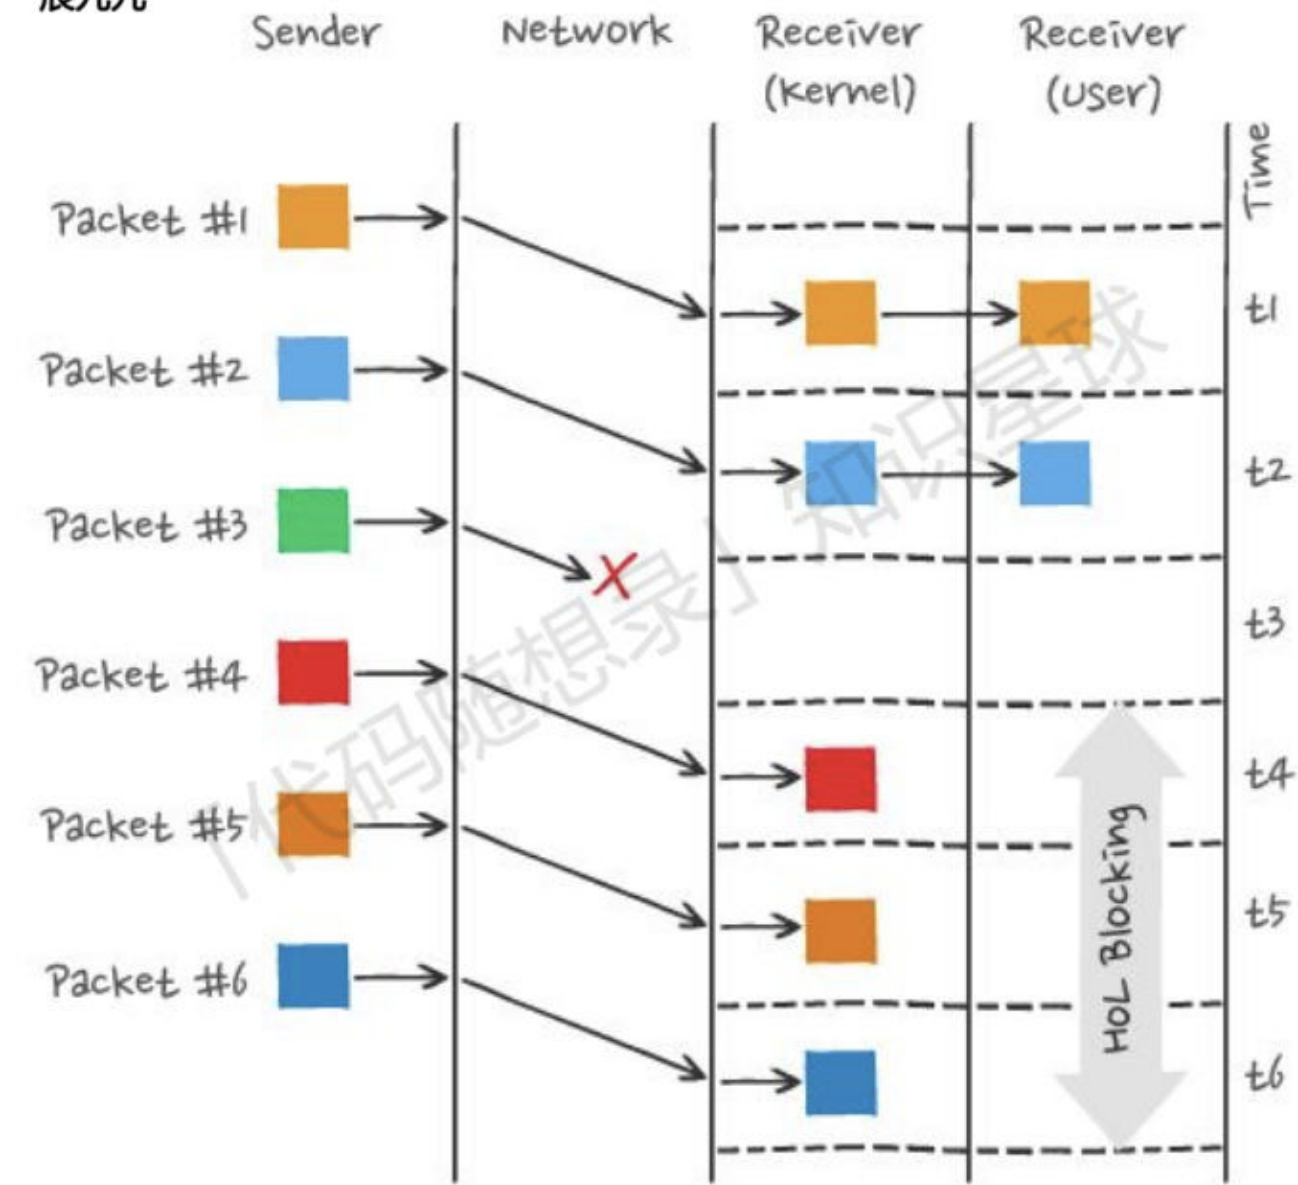 Sender
Network
Receiver
(kernel)
Receiver
(user)
Time
Packet #1
t1
Packet #2
t2
Packet #3
X
t3
Packet #4
t4
Packet #5
t5
Packet #6
t6
HoL Blocking
「代码随想录」知识星球